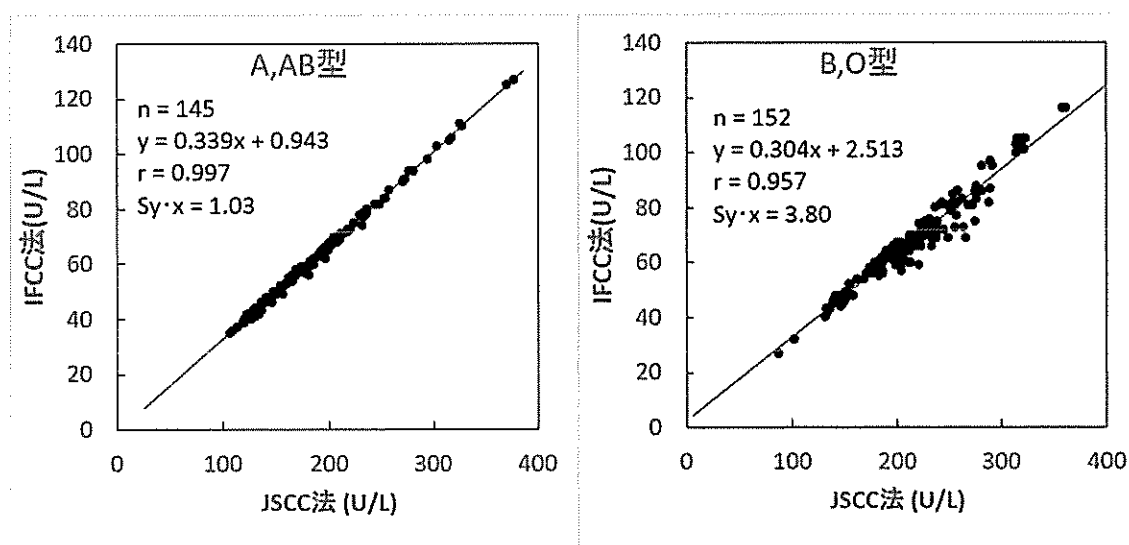 A,AB型
n = 145
y = 0.339x + 0.943
r = 0.997
Sy・x = 1.03
IFCC法(U/L)
140
120
100
80
60
40
20
0
0 100 200 300 400
JSCC法 (U/L)
B,O型
n = 152
y = 0.304x + 2.513
r = 0.957
Sy・x = 3.80
IFCC法(U/L)
140
120
100
80
60
40
20
0
0 100 200 300 400
JSCC法 (U/L)